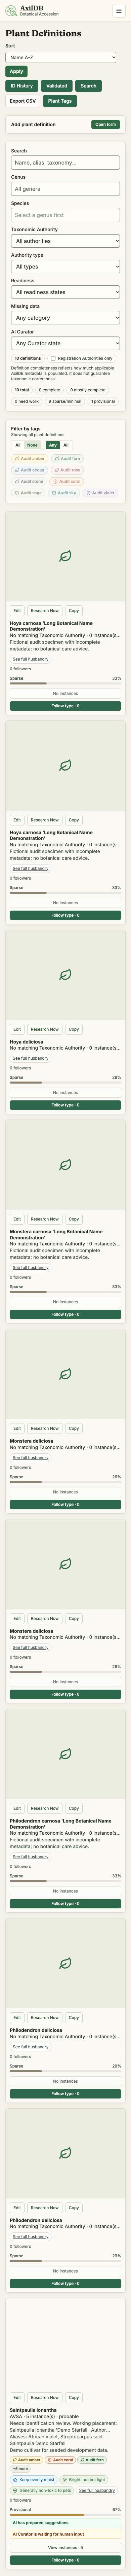 AxilDB
Botanical Accession
Plant Definitions
Sort
Name A-Z
Apply
ID History
Validated
Search
Export CSV
Plant Tags
Add plant definition
Open form
Search
Name, alias, taxonomy...
Genus
All genera
Species
Select a genus first
Taxonomic Authority
All authorities
Authority type
All types
Readiness
All readiness states
Missing data
Any category
AI Curator
Any Curator state
10 definitions
Registration Authorities only
Definition completeness reflects how much applicable AxilDB metadata is populated. It does not guarantee taxonomic correctness.
10 total
0 complete
0 mostly complete
0 need work
9 sparse/minimal
1 provisional
Filter by tags
Showing all plant definitions
All
None
Any
All
Audit amber
Audit fern
Audit ocean
Audit rose
Audit stone
Audit coral
Audit sage
Audit sky
Audit violet
Edit
Research Now
Copy
Hoya carnosa 'Long Botanical Name Demonstration'
No matching Taxonomic Authority · 0 instance(s...
Fictional audit specimen with incomplete metadata; no botanical care advice.
See full husbandry
0 followers
Sparse
33%
No instances
Follow type · 0
Edit
Research Now
Copy
Hoya carnosa 'Long Botanical Name Demonstration'
No matching Taxonomic Authority · 0 instance(s...
Fictional audit specimen with incomplete metadata; no botanical care advice.
See full husbandry
0 followers
Sparse
33%
No instances
Follow type · 0
Edit
Research Now
Copy
Hoya deliciosa
No matching Taxonomic Authority · 0 instance(s...
See full husbandry
0 followers
Sparse
28%
No instances
Follow type · 0
Edit
Research Now
Copy
Monstera carnosa 'Long Botanical Name Demonstration'
No matching Taxonomic Authority · 0 instance(s...
Fictional audit specimen with incomplete metadata; no botanical care advice.
See full husbandry
0 followers
Sparse
33%
No instances
Follow type · 0
Edit
Research Now
Copy
Monstera deliciosa
No matching Taxonomic Authority · 0 instance(s...
See full husbandry
0 followers
Sparse
29%
No instances
Follow type · 0
Edit
Research Now
Copy
Monstera deliciosa
No matching Taxonomic Authority · 0 instance(s...
See full husbandry
0 followers
Sparse
28%
No instances
Follow type · 0
Edit
Research Now
Copy
Philodendron carnosa 'Long Botanical Name Demonstration'
No matching Taxonomic Authority · 0 instance(s...
Fictional audit specimen with incomplete metadata; no botanical care advice.
See full husbandry
0 followers
Sparse
33%
No instances
Follow type · 0
Edit
Research Now
Copy
Philodendron deliciosa
No matching Taxonomic Authority · 0 instance(s...
See full husbandry
0 followers
Sparse
28%
No instances
Follow type · 0
Edit
Research Now
Copy
Philodendron deliciosa
No matching Taxonomic Authority · 0 instance(s...
See full husbandry
0 followers
Sparse
28%
No instances
Follow type · 0
Edit
Research Now
Copy
Saintpaulia ionantha
AVSA · 5 instance(s) · probable
Needs identification review. Working placement: Saintpaulia ionantha 'Demo Starfall'. Author...
Aliases: African violet, Streptocarpus sect. Saintpaulia Demo Starfall
Demo cultivar for seeded development data.
Audit amber
Audit coral
Audit fern
+6 more
Keep evenly moist
Bright indirect light
Generally non-toxic to pets
See full husbandry
0 followers
Provisional
67%
AI has prepared suggestions
AI Curator is waiting for human input
View instances · 5
Follow type · 0